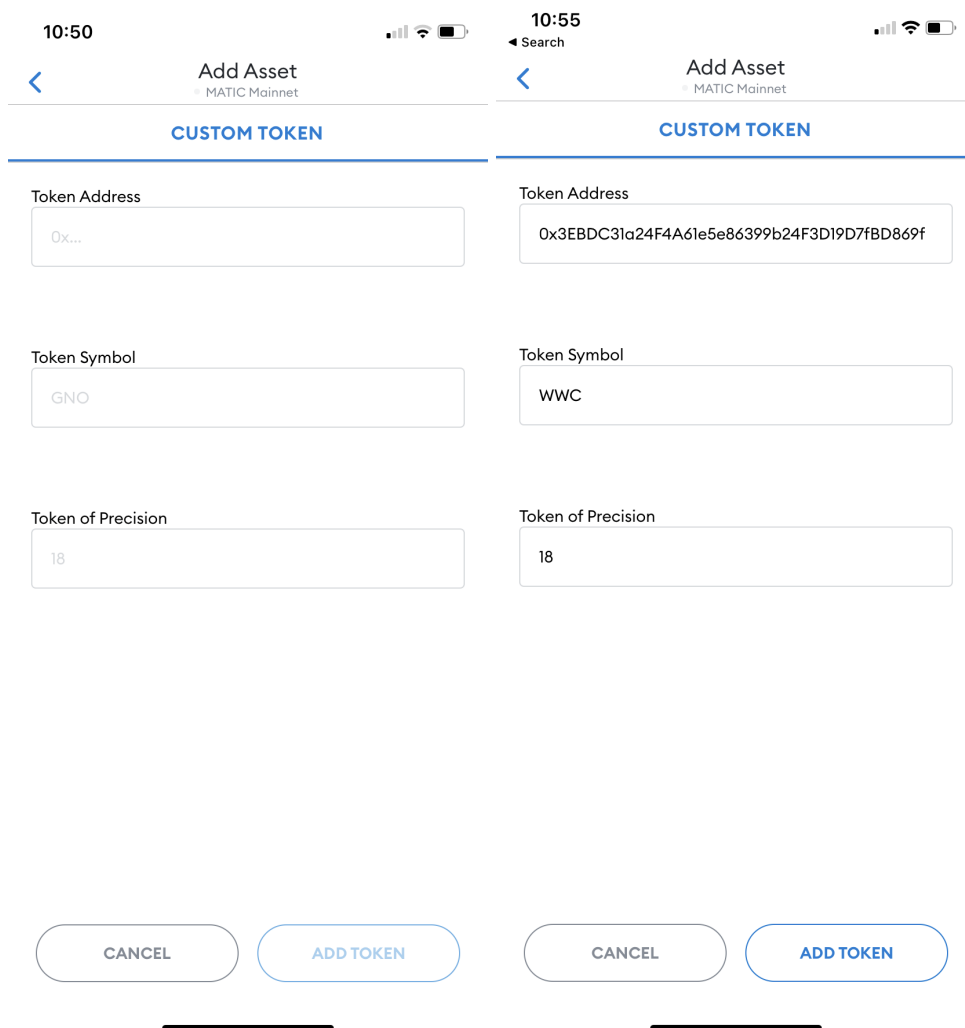 10:50
Add Asset
MATIC Mainnet
CUSTOM TOKEN
Token Address
0x...
Token Symbol
GNO
Token of Precision
18
CANCEL
ADD TOKEN
10:55
◀ Search
Add Asset
MATIC Mainnet
CUSTOM TOKEN
Token Address
0x3EBDC31a24F4A61e5e86399b24F3D19D7fBD869f
Token Symbol
WWC
Token of Precision
18
CANCEL
ADD TOKEN